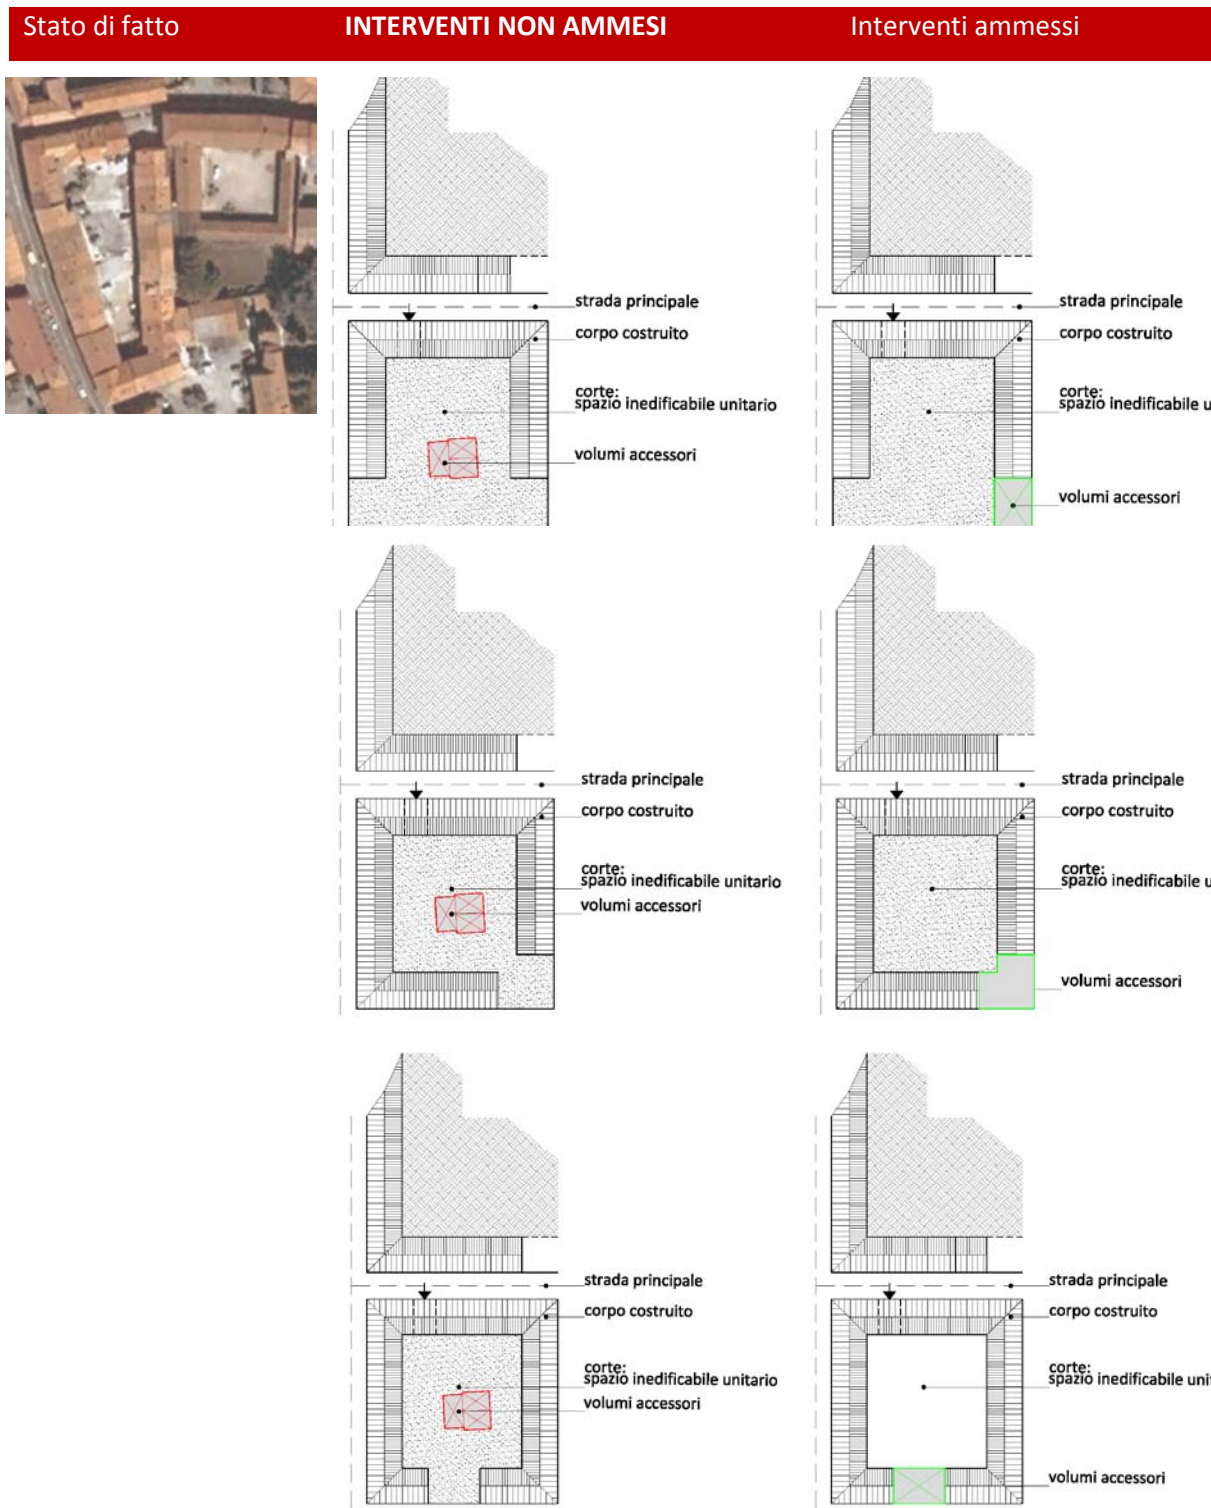 Stato di fatto
INTERVENTI NON AMMESI
Interventi ammessi
strada principale
corpo costruito
corte:
spazio inedificabile unitario
volumi accessori
strada principale
corpo costruito
corte:
spazio inedificabile u
volumi accessori
strada principale
corpo costruito
corte:
spazio inedificabile unitario
volumi accessori
strada principale
corpo costruito
corte:
spazio inedificabile u
volumi accessori
strada principale
corpo costruito
corte:
spazio inedificabile unitario
volumi accessori
strada principale
corpo costruito
corte:
spazio inedificabile unit
volumi accessori